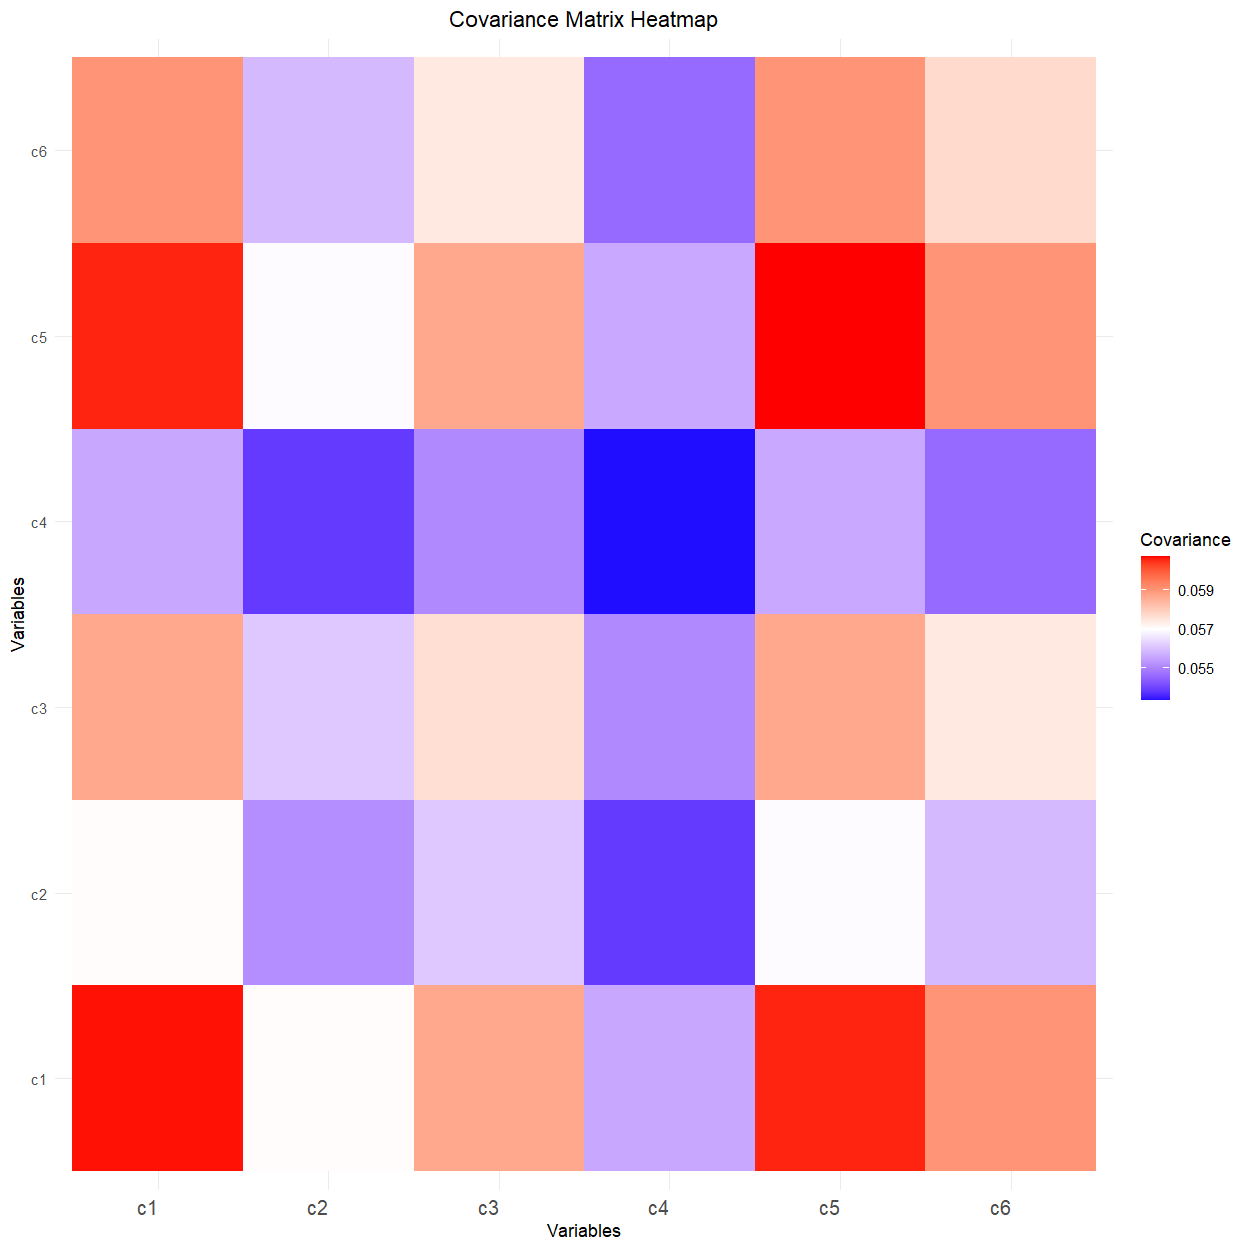 Covariance Matrix Heatmap
c6
c5
c4
c3
c2
c1
Variables
c1 c2 c3 c4 c5 c6
Variables
Covariance
0.059
0.057
0.055